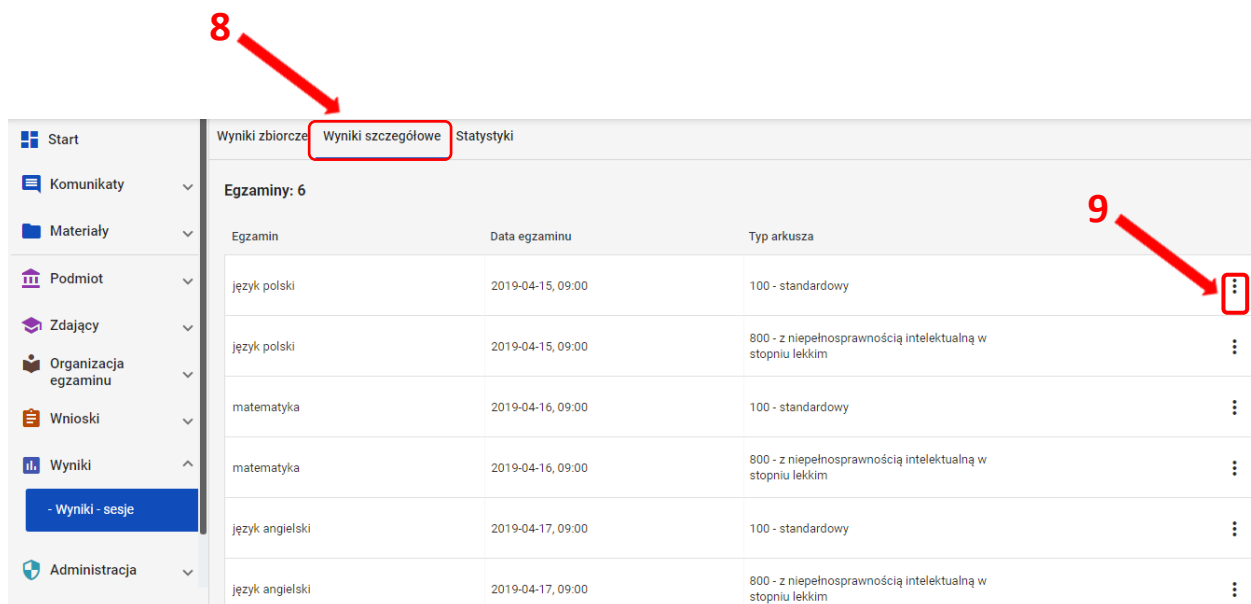 8
Start
Komunikaty
Materiały
Podmiot
Zdający
Organizacja
egzaminu
Wnioski
Wyniki
- Wyniki - sesje
Administracja
Wyniki zbiorcze Wyniki szczegółowe Statystyki
Egzaminy: 6
9
Egzamin Data egzaminu Typ arkusza
język polski 2019-04-15, 09:00 100 - standardowy
język polski 2019-04-15, 09:00 800 - z niepełnosprawnością intelektualną w
stopniu lekkim
matematyka 2019-04-16, 09:00 100 - standardowy
matematyka 2019-04-16, 09:00 800 - z niepełnosprawnością intelektualną w
stopniu lekkim
język angielski 2019-04-17, 09:00 100 - standardowy
język angielski 2019-04-17, 09:00 800 - z niepełnosprawnością intelektualną w
stopniu lekkim